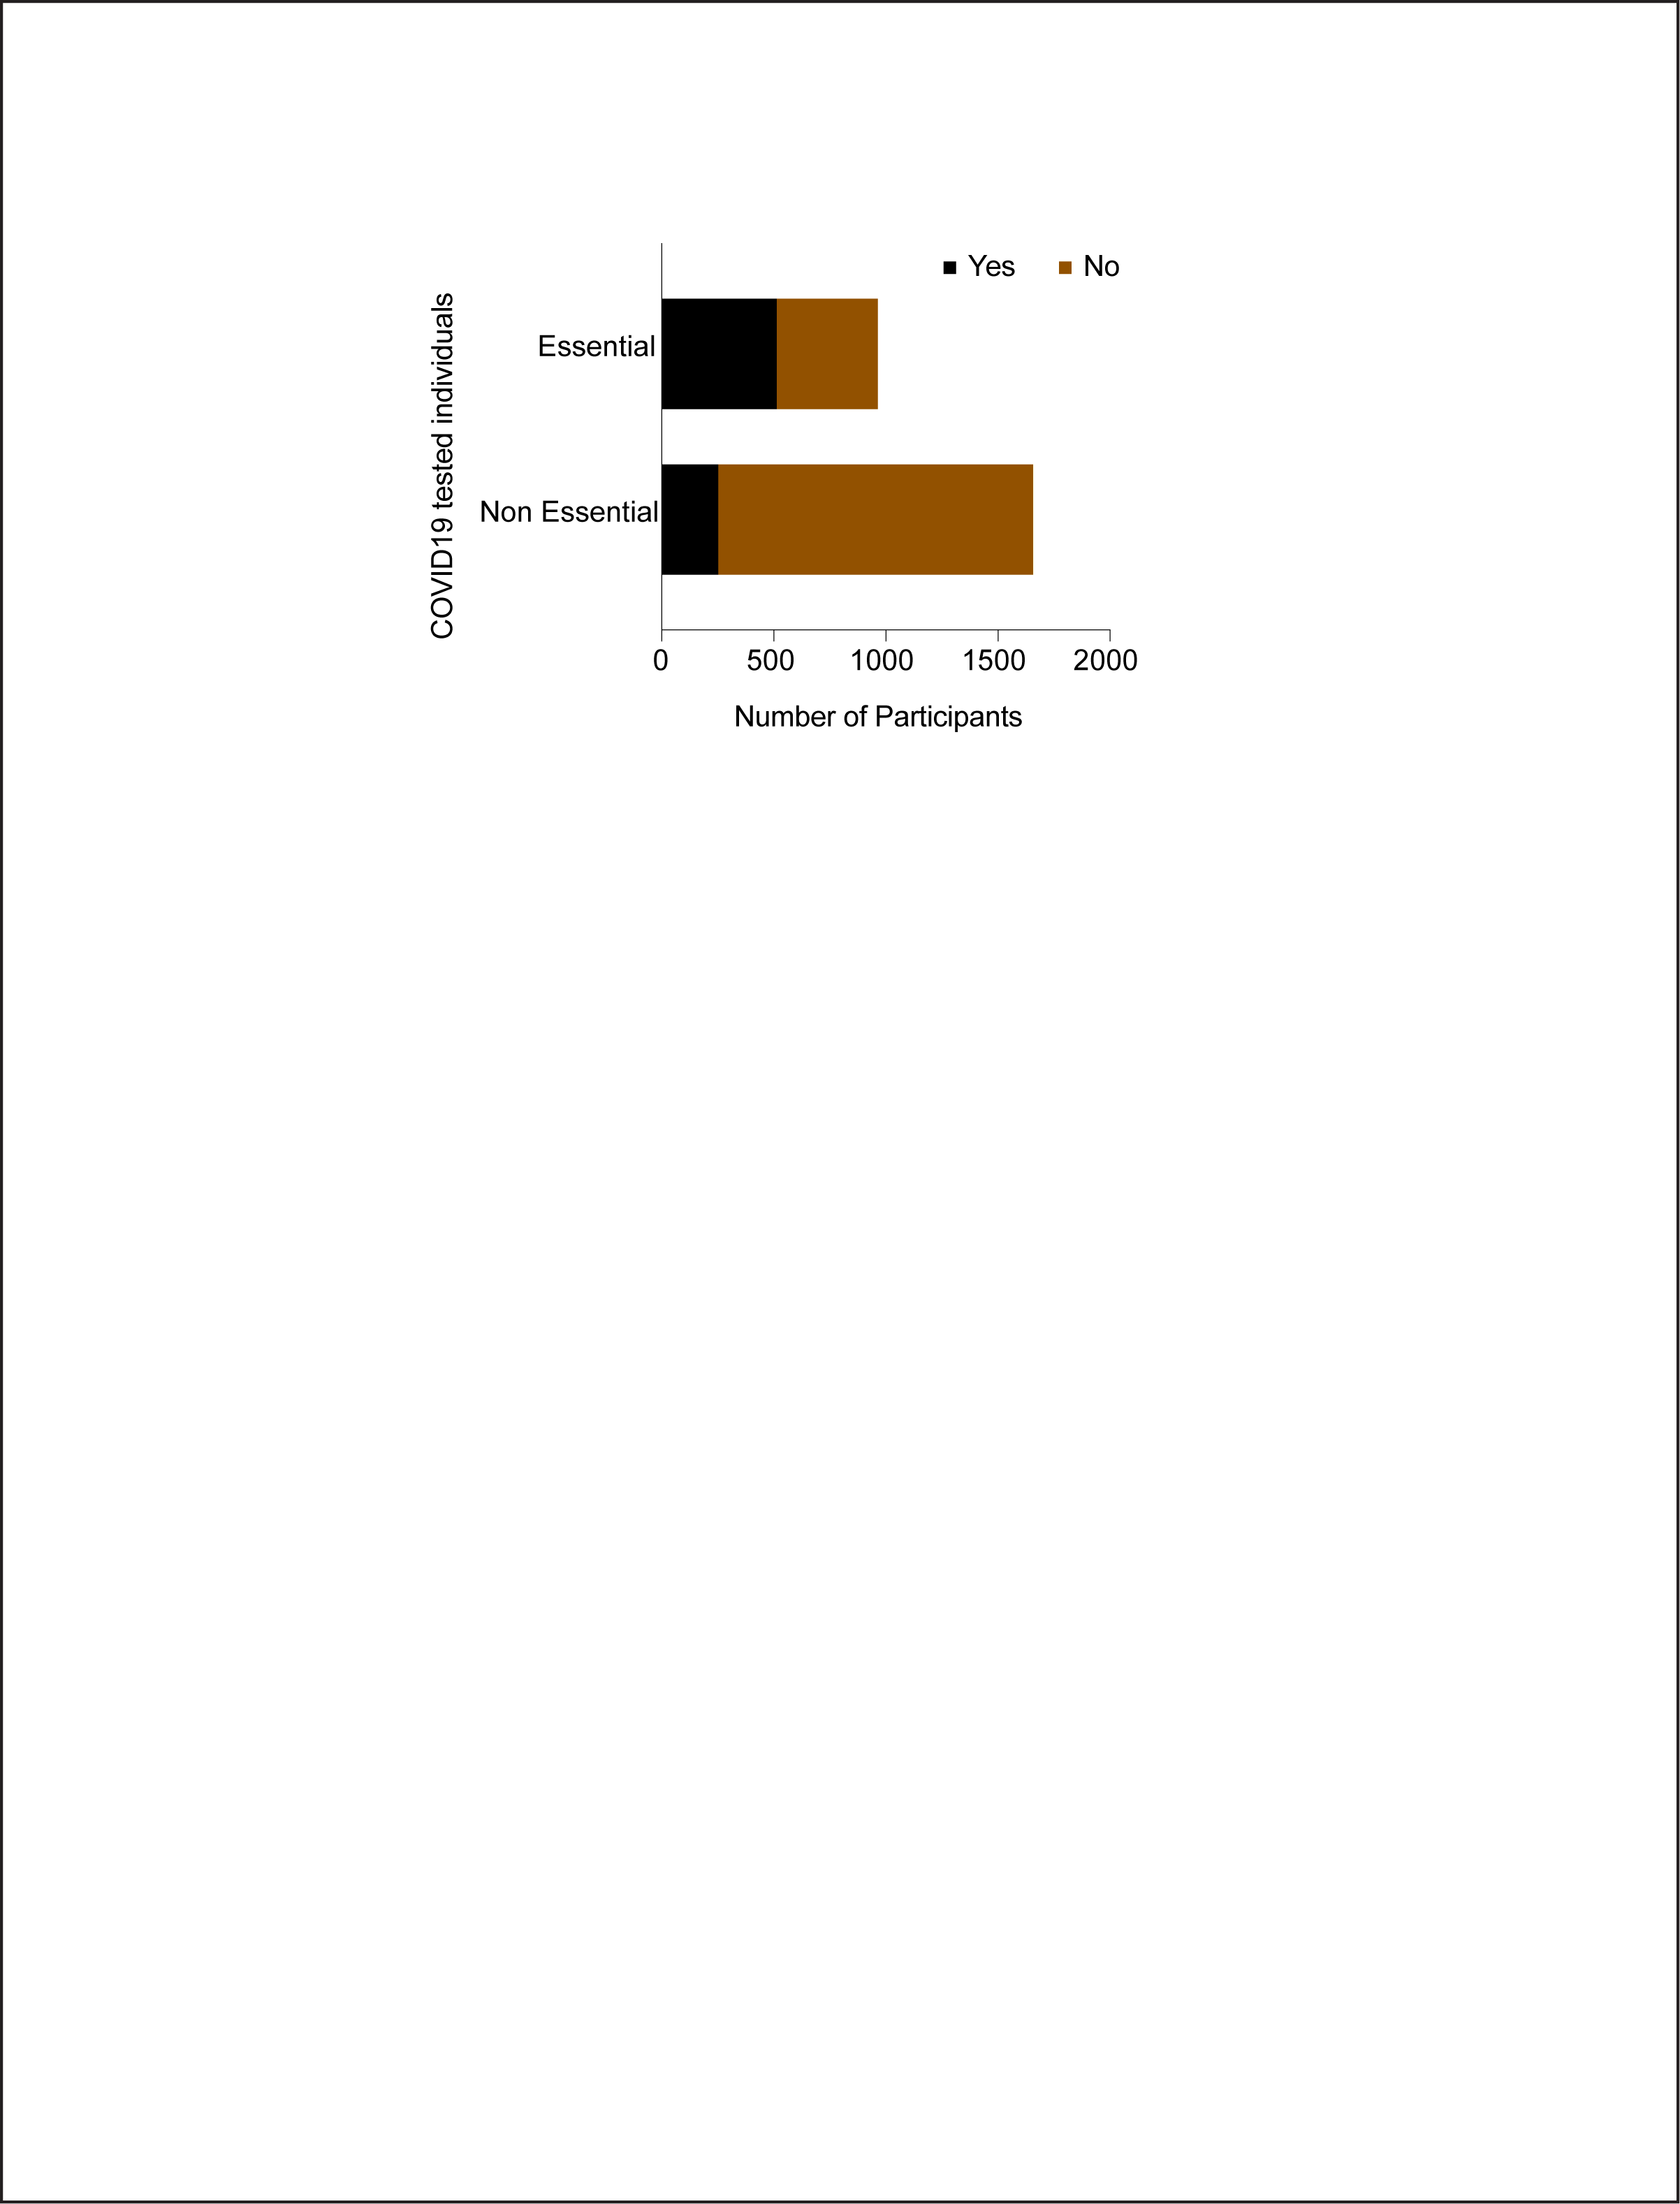 Yes No
COVID19 tested individuals
Essential
Non Essential
0 500 1000 1500 2000
Number of Participants